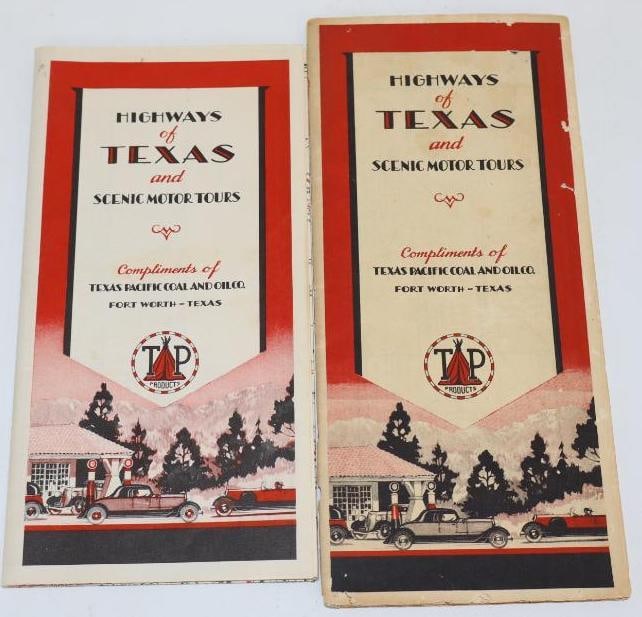 HIGHWAYS
of
TEXAS
and
SCENIC MOTOR TOURS
Compliments of
TEXAS PACIFIC COAL AND OIL CO.
FORT WORTH - TEXAS
T P
PRODUCTS
HIGHWAYS
of
TEXAS
and
SCENIC MOTOR TOURS
Compliments of
TEXAS PACIFIC COAL AND OIL CO.
FORT WORTH - TEXAS
T P
PRODUCTS